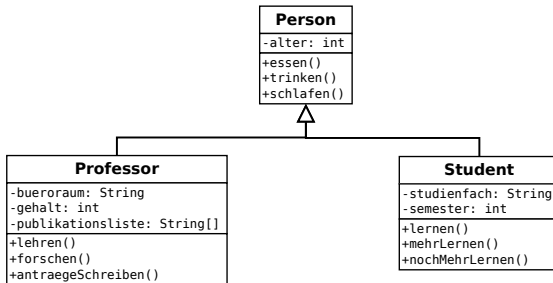 Person
-alter: int
+essen()
+trinken()
+schlafen()
Professor
-bueroraum: String
-gehalt: int
-publikationsliste: String[]
+lehren()
+forschen()
+antraegeSchreiben()
Student
-studienfach: String
-semester: int
+lernen()
+mehrLernen()
+nochMehrLernen()